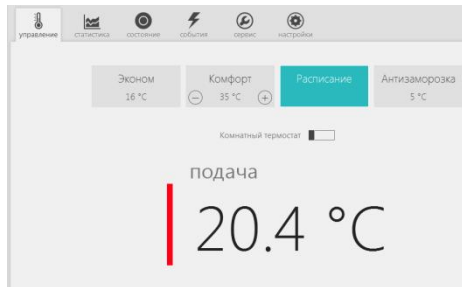 управление статистика состояние события сервис настройки
Эконом Комфорт Расписание Антизаморозка
16 °C 35 °C 5 °C
Комнатный термостат
подача
20.4 °C